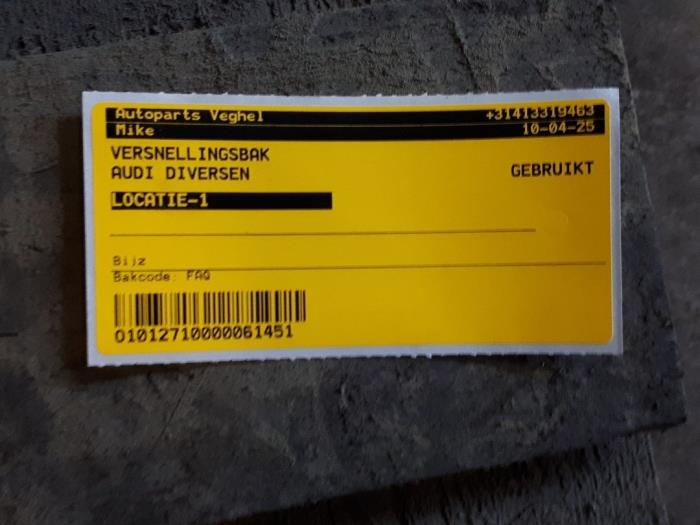 Autoparts Veghel +31413319463
Mike 10-04-25
VERSNELLINGSBAK
AUDI DIVERSEN GEBRUIKT
LOCATIE-1
Bijz
Bakcode: FAQ
01012710000061451